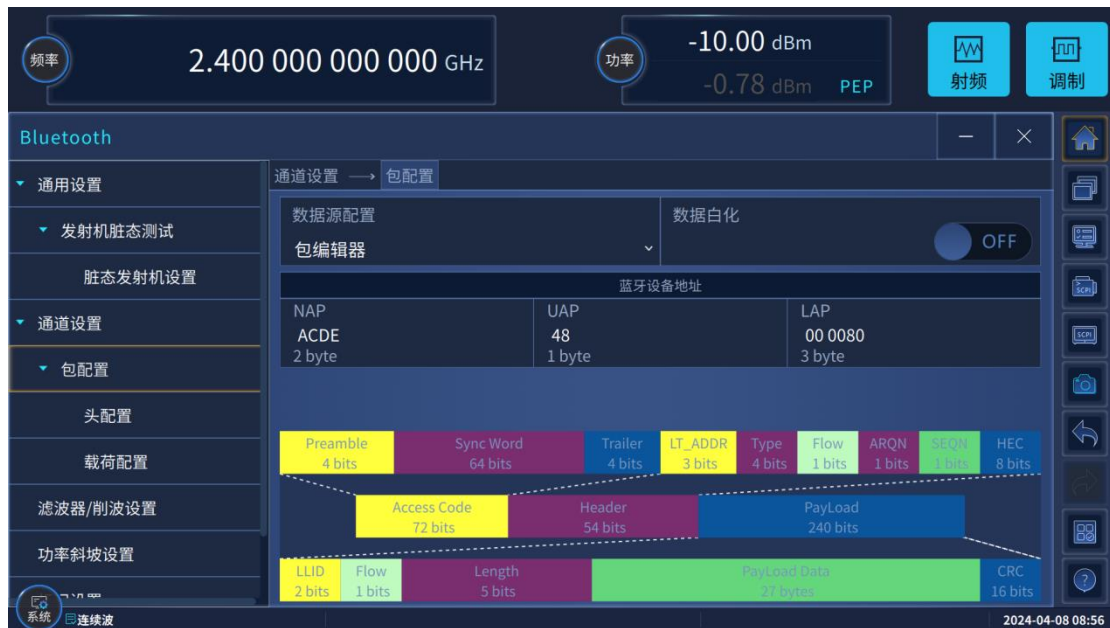 频率
2.400 000 000 000 GHz
功率
-10.00 dBm
-0.78 dBm PEP
射频
调制
Bluetooth
通用设置
发射机脏态测试
脏态发射机设置
通道设置
包配置
头配置
载荷配置
滤波器/削波设置
功率斜坡设置
通道设置 → 包配置
数据源配置
包编辑器
数据白化
OFF
蓝牙设备地址
NAP
ACDE
2 byte
UAP
48
1 byte
LAP
00 0080
3 byte
Preamble
4 bits
Sync Word
64 bits
Trailer
4 bits
LT_ADDR
3 bits
Type
4 bits
Flow
1 bits
ARQN
1 bits
SEQN
1 bits
HEC
8 bits
Access Code
72 bits
Header
54 bits
PayLoad
240 bits
LLID
2 bits
Flow
1 bits
Length
5 bits
PayLoad Data
27 bytes
CRC
16 bits
SCPI
SCPI
系统
连续波
2024-04-08 08:56